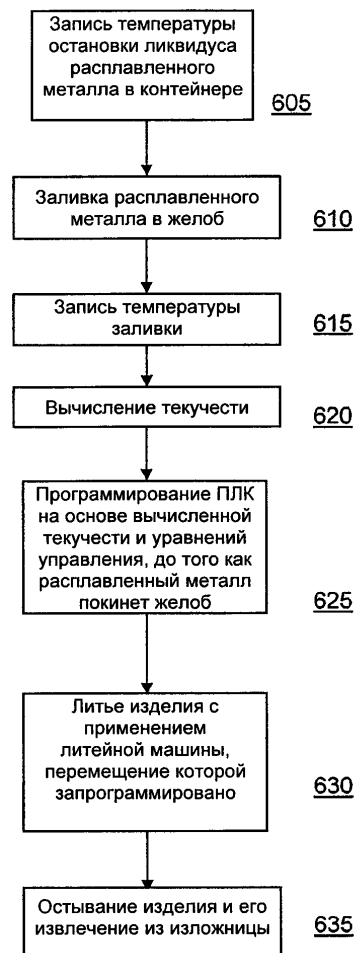 Запись температуры
остановки ликвидуса
расплавленного
металла в контейнере
605
Заливка расплавленного
металла в желоб
610
Запись температуры
заливки
615
Вычисление текучести
620
Программирование ПЛК
на основе вычисленной
текучести и уравнений
управления, до того как
расплавленный металл
покинет желоб
625
Литье изделия с
применением
литейной машины,
перемещение которой
запрограммировано
630
Остывание изделия и его
извлечение из изложницы
635